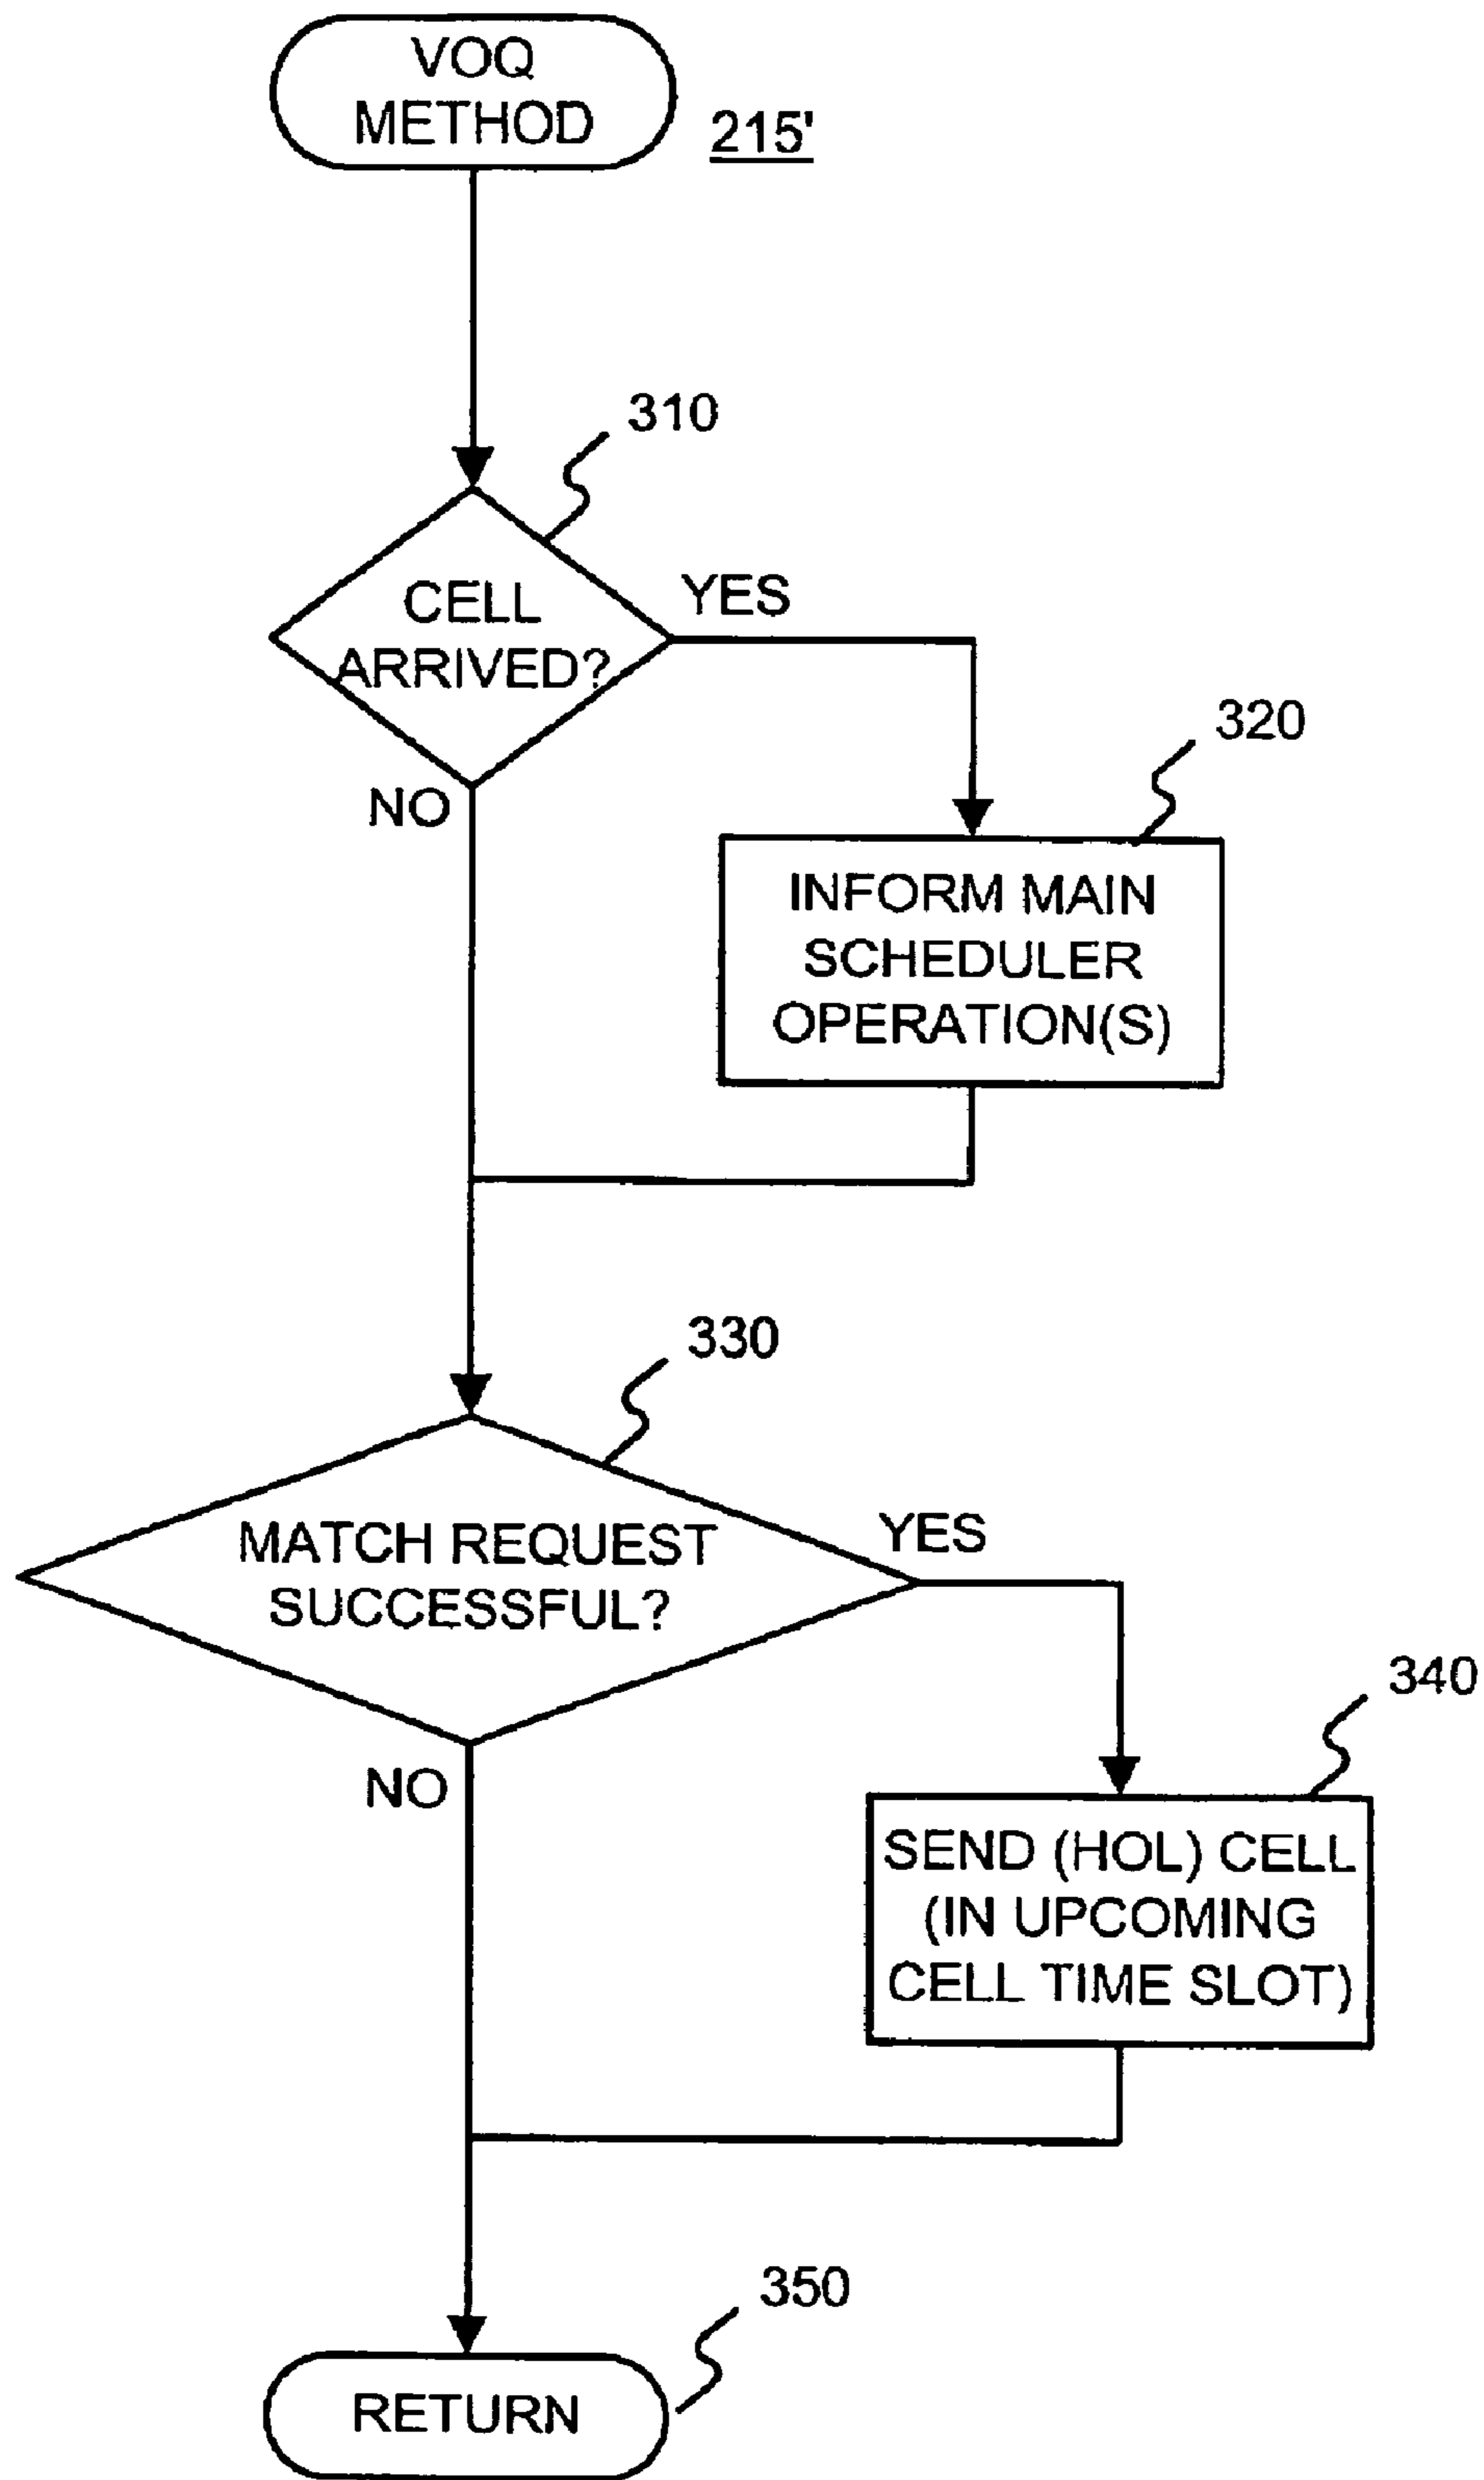 VOQ
METHOD
215'
310
CELL
ARRIVED?
YES
NO
320
INFORM MAIN
SCHEDULER
OPERATION(S)
330
MATCH REQUEST
SUCCESSFUL?
YES
NO
340
SEND (HOL) CELL
(IN UPCOMING
CELL TIME SLOT)
350
RETURN